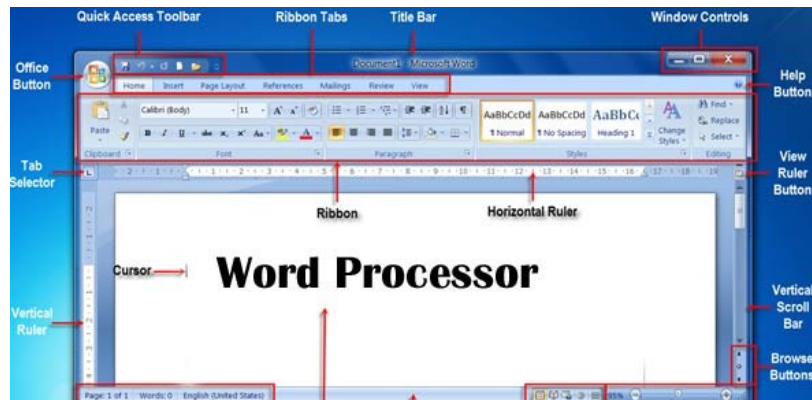 Quick Access Toolbar
Ribbon Tabs
Title Bar
Window Controls
Document1 - Microsoft Word
Office
Button
Home Insert Page Layout References Mailings Review View
Help
Button
Calibri (Body) 11
Paste
B I U abc x, x' Aa A
AaBbCcDd AaBbCcDd AaBbCc
¶ Normal ¶ No Spacing Heading 1
Change
Styles
Find
Replace
Select
Clipboard Font Paragraph Styles Editing
Tab
Selector
View
Ruler
Button
Ribbon
Horizontal Ruler
Cursor
Word Processor
Vertical
Ruler
Vertical
Scroll
Bar
Browse
Buttons
Page: 1 of 1 Words: 0 English (United States)